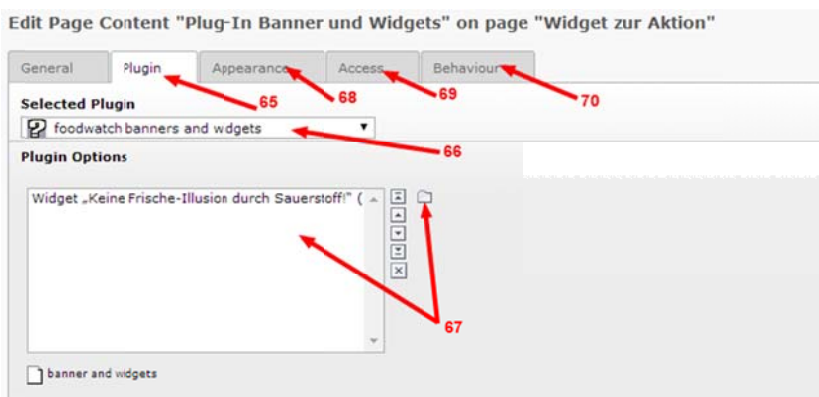 Edit Page Content "Plug-In Banner und Widgets" on page "Widget zur Aktion"
General Plugin Appearance Access Behaviour
65 68 69 70
Selected Plugin
foodwatch banners and widgets
66
Plugin Options
Widget „Keine Frische-Illusion durch Sauerstoff!" (
67
banner and widgets